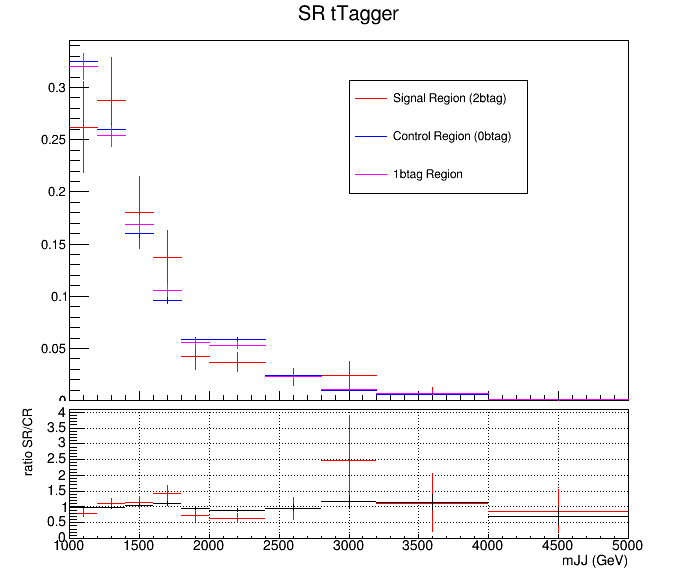 SR tTagger
0.3
0.25
0.2
0.15
0.1
0.05
0
Signal Region (2btag)
Control Region (0btag)
1btag Region
ratio SR/CR
4
3.5
3
2.5
2
1.5
1
0.5
0
1000 1500 2000 2500 3000 3500 4000 4500 5000
mJJ (GeV)